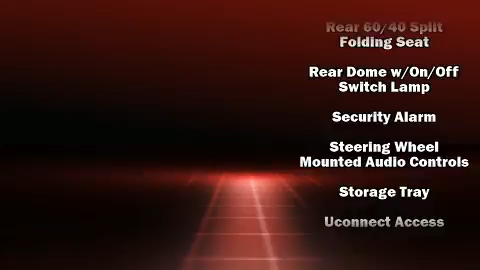 Rear 60/40 Split
Folding Seat
Rear Dome w/On/Off
Switch Lamp
Security Alarm
Steering Wheel
Mounted Audio Controls
Storage Tray
Uconnect Access